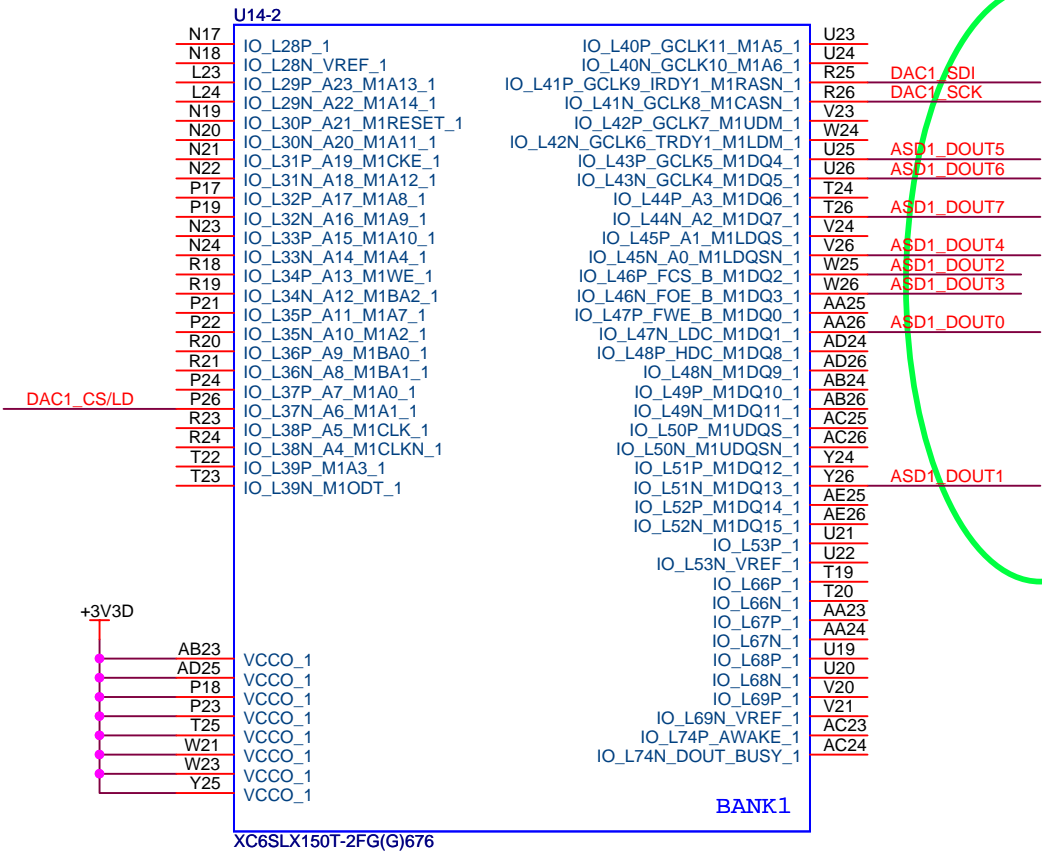 U14-2
N17 IO_L28P_1 IO_L40P_GCLK11_M1A5_1 U23
N18 IO_L28N_VREF_1 IO_L40N_GCLK10_M1A6_1 U24
L23 IO_L29P_A23_M1A13_1 IO_L41P_GCLK9_IRDY1_M1RASN_1 R25 DAC1_SDI
L24 IO_L29N_A22_M1A14_1 IO_L41N_GCLK8_M1CASN_1 R26 DAC1_SCK
N19 IO_L30P_A21_M1RESET_1 IO_L42P_GCLK7_M1UDM_1 V23
N20 IO_L30N_A20_M1A11_1 IO_L42N_GCLK6_TRDY1_M1LDM_1 W24
N21 IO_L31P_A19_M1CKE_1 IO_L43P_GCLK5_M1DQ4_1 U25 ASD1_DOUT5
N22 IO_L31N_A18_M1A12_1 IO_L43N_GCLK4_M1DQ5_1 U26 ASD1_DOUT6
P17 IO_L32P_A17_M1A8_1 IO_L44P_A3_M1DQ6_1 T24
P19 IO_L32N_A16_M1A9_1 IO_L44N_A2_M1DQ7_1 T26 ASD1_DOUT7
N23 IO_L33P_A15_M1A10_1 IO_L45P_A1_M1LDQS_1 V24
N24 IO_L33N_A14_M1A4_1 IO_L45N_A0_M1LDQSN_1 V26 ASD1_DOUT4
R18 IO_L34P_A13_M1WE_1 IO_L46P_FCS_B_M1DQ2_1 W25 ASD1_DOUT2
R19 IO_L34N_A12_M1BA2_1 IO_L46N_FOE_B_M1DQ3_1 W26 ASD1_DOUT3
P21 IO_L35P_A11_M1A7_1 IO_L47P_FWE_B_M1DQ0_1 AA25
P22 IO_L35N_A10_M1A2_1 IO_L47N_LDC_M1DQ1_1 AA26 ASD1_DOUT0
R20 IO_L36P_A9_M1BA0_1 IO_L48P_HDC_M1DQ8_1 AD24
R21 IO_L36N_A8_M1BA1_1 IO_L48N_M1DQ9_1 AD26
P24 IO_L37P_A7_M1A0_1 IO_L49P_M1DQ10_1 AB24
DAC1_CS/LD P26 IO_L37N_A6_M1A1_1 IO_L49N_M1DQ11_1 AB26
R23 IO_L38P_A5_M1CLK_1 IO_L50P_M1UDQS_1 AC25
R24 IO_L38N_A4_M1CLKN_1 IO_L50N_M1UDQSN_1 AC26
T22 IO_L39P_M1A3_1 IO_L51P_M1DQ12_1 Y24
T23 IO_L39N_M1ODT_1 IO_L51N_M1DQ13_1 Y26 ASD1_DOUT1
IO_L52P_M1DQ14_1 AE25
IO_L52N_M1DQ15_1 AE26
IO_L53P_1 U21
IO_L53N_VREF_1 U22
IO_L66P_1 T19
+3V3D IO_L66N_1 T20
IO_L67P_1 AA23
IO_L67N_1 AA24
AB23 VCCO_1 IO_L68P_1 U19
AD25 VCCO_1 IO_L68N_1 U20
P18 VCCO_1 IO_L69P_1 V20
P23 VCCO_1 IO_L69N_VREF_1 V21
T25 VCCO_1 IO_L74P_AWAKE_1 AC23
W21 VCCO_1 IO_L74N_DOUT_BUSY_1 AC24
W23 VCCO_1
Y25 VCCO_1
BANK1
XC6SLX150T-2FG(G)676